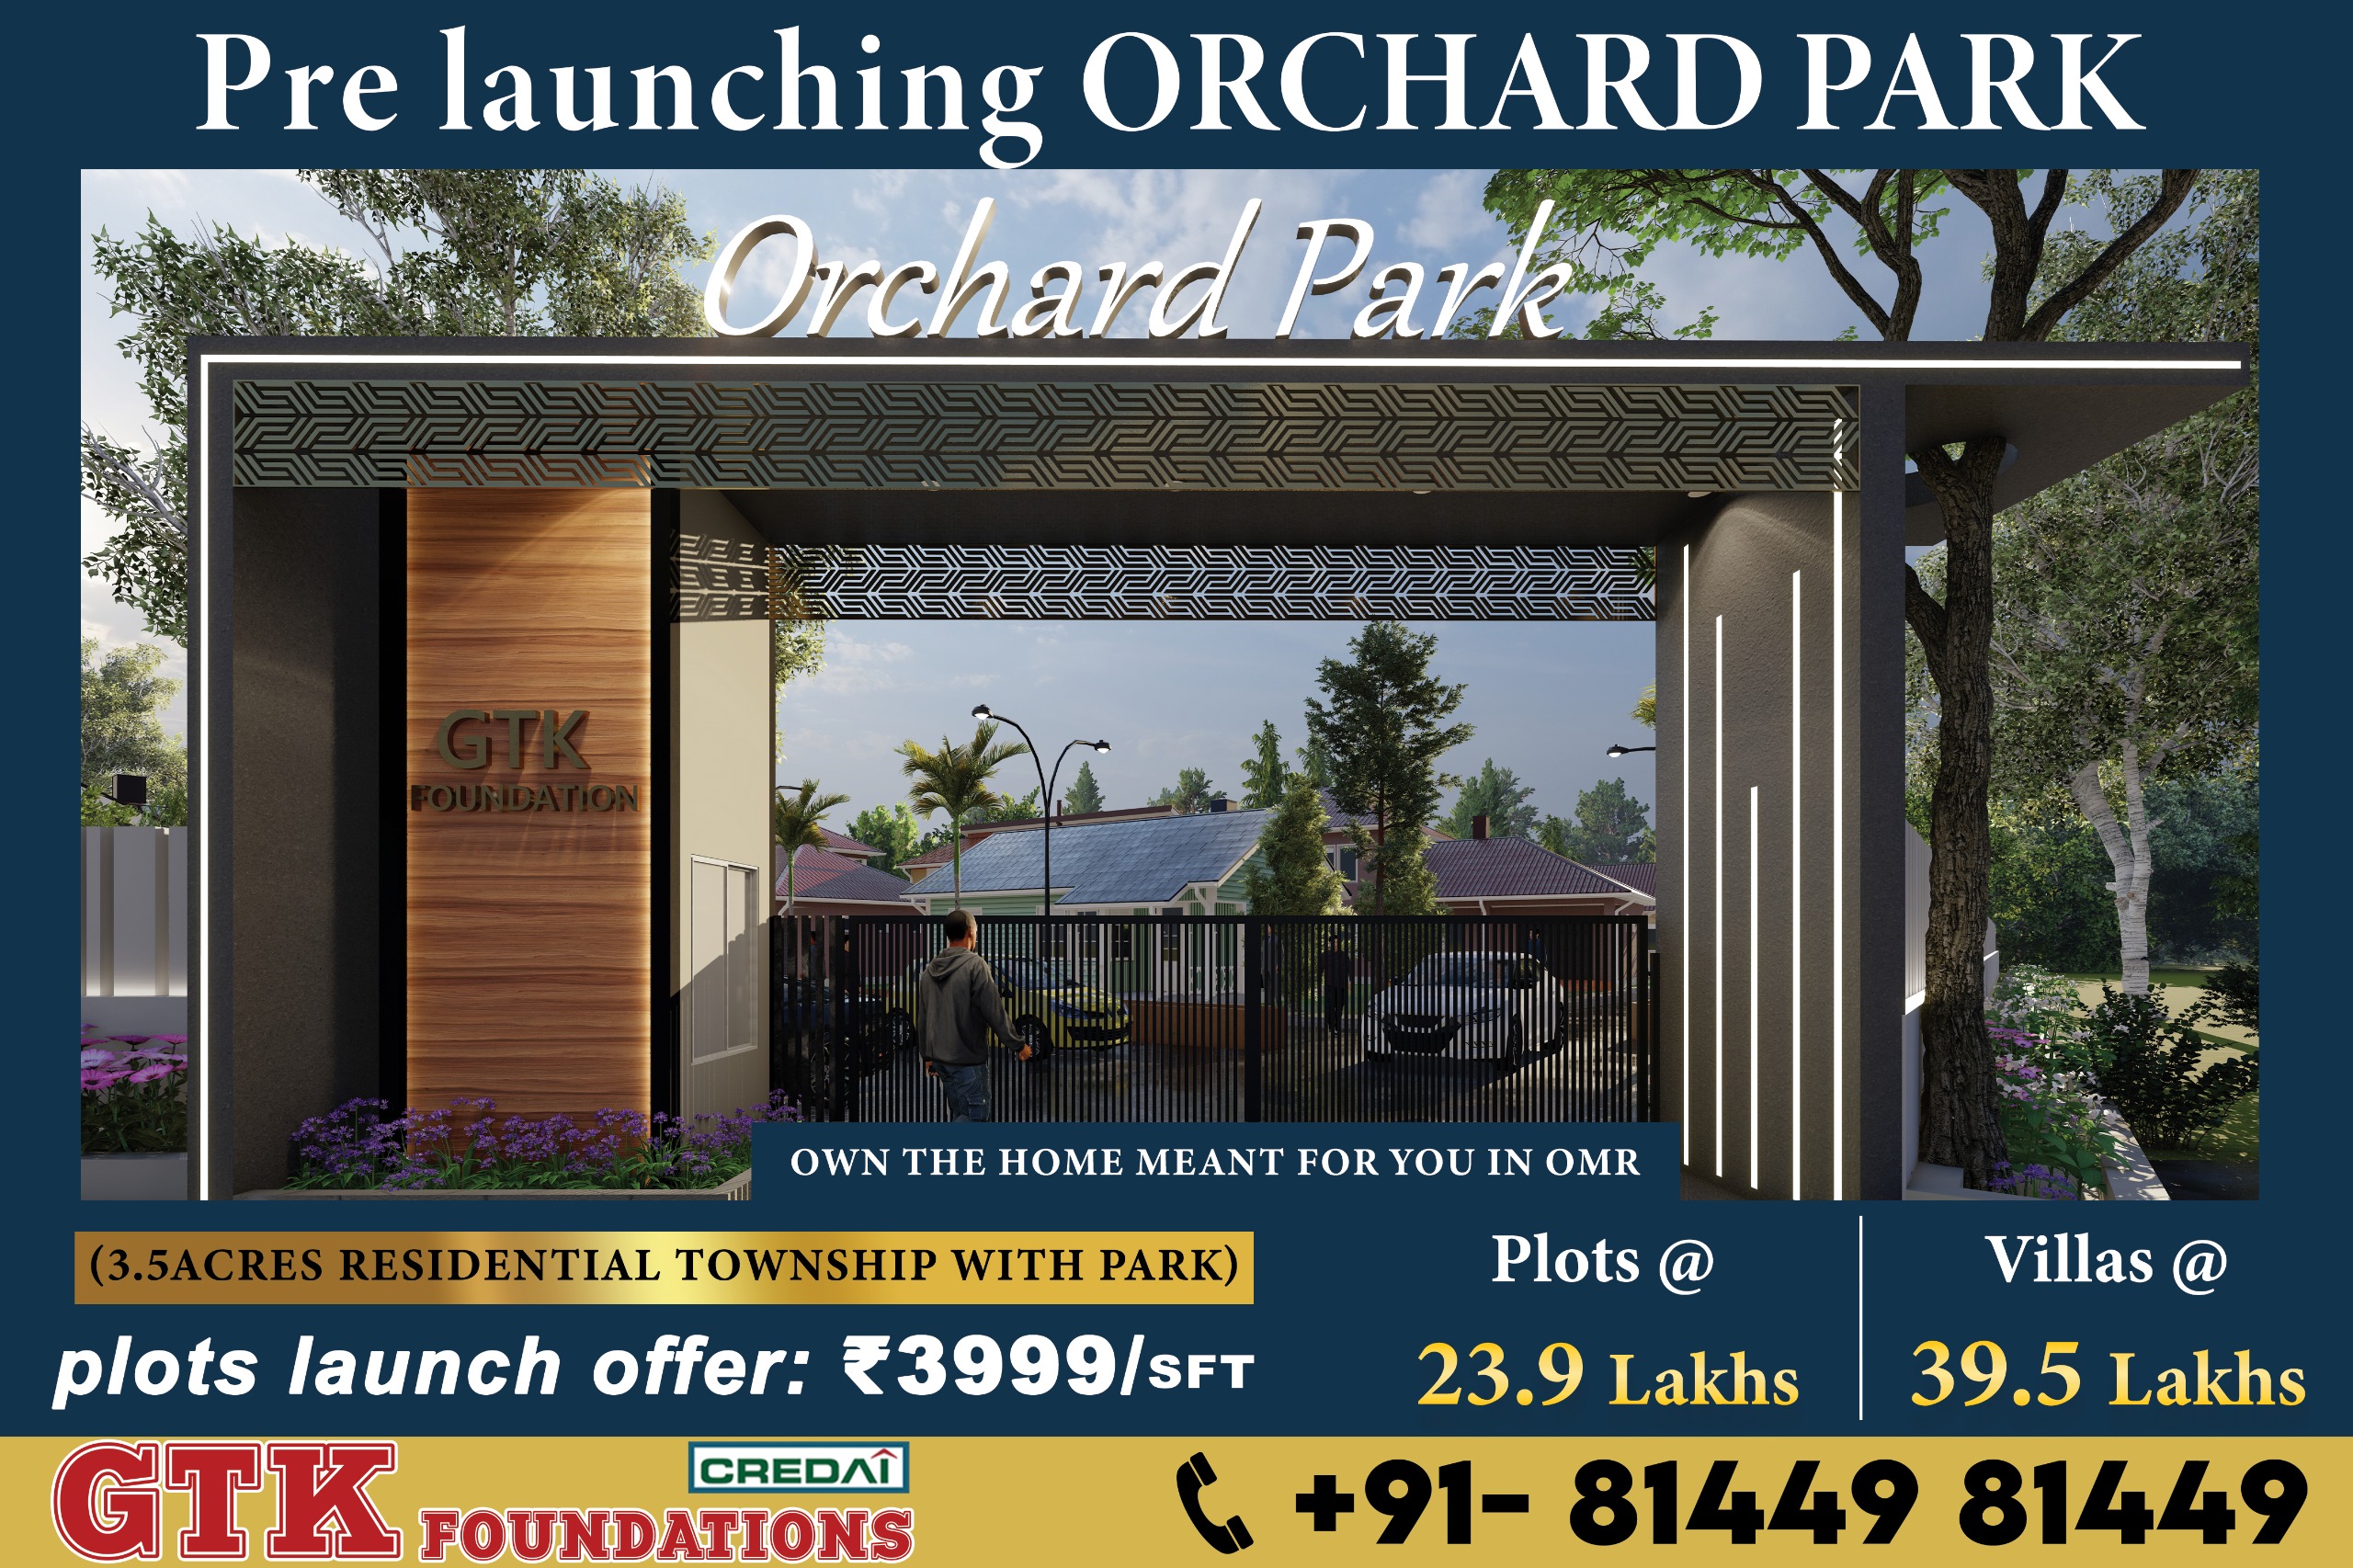 Pre launching ORCHARD PARK
Orchard Park
GTK
FOUNDATION
OWN THE HOME MEANT FOR YOU IN OMR
(3.5ACRES RESIDENTIAL TOWNSHIP WITH PARK)
plots launch offer: ₹3999/SFT
Plots @
23.9 Lakhs
Villas @
39.5 Lakhs
GTK FOUNDATIONS
CREDAI
+91- 81449 81449